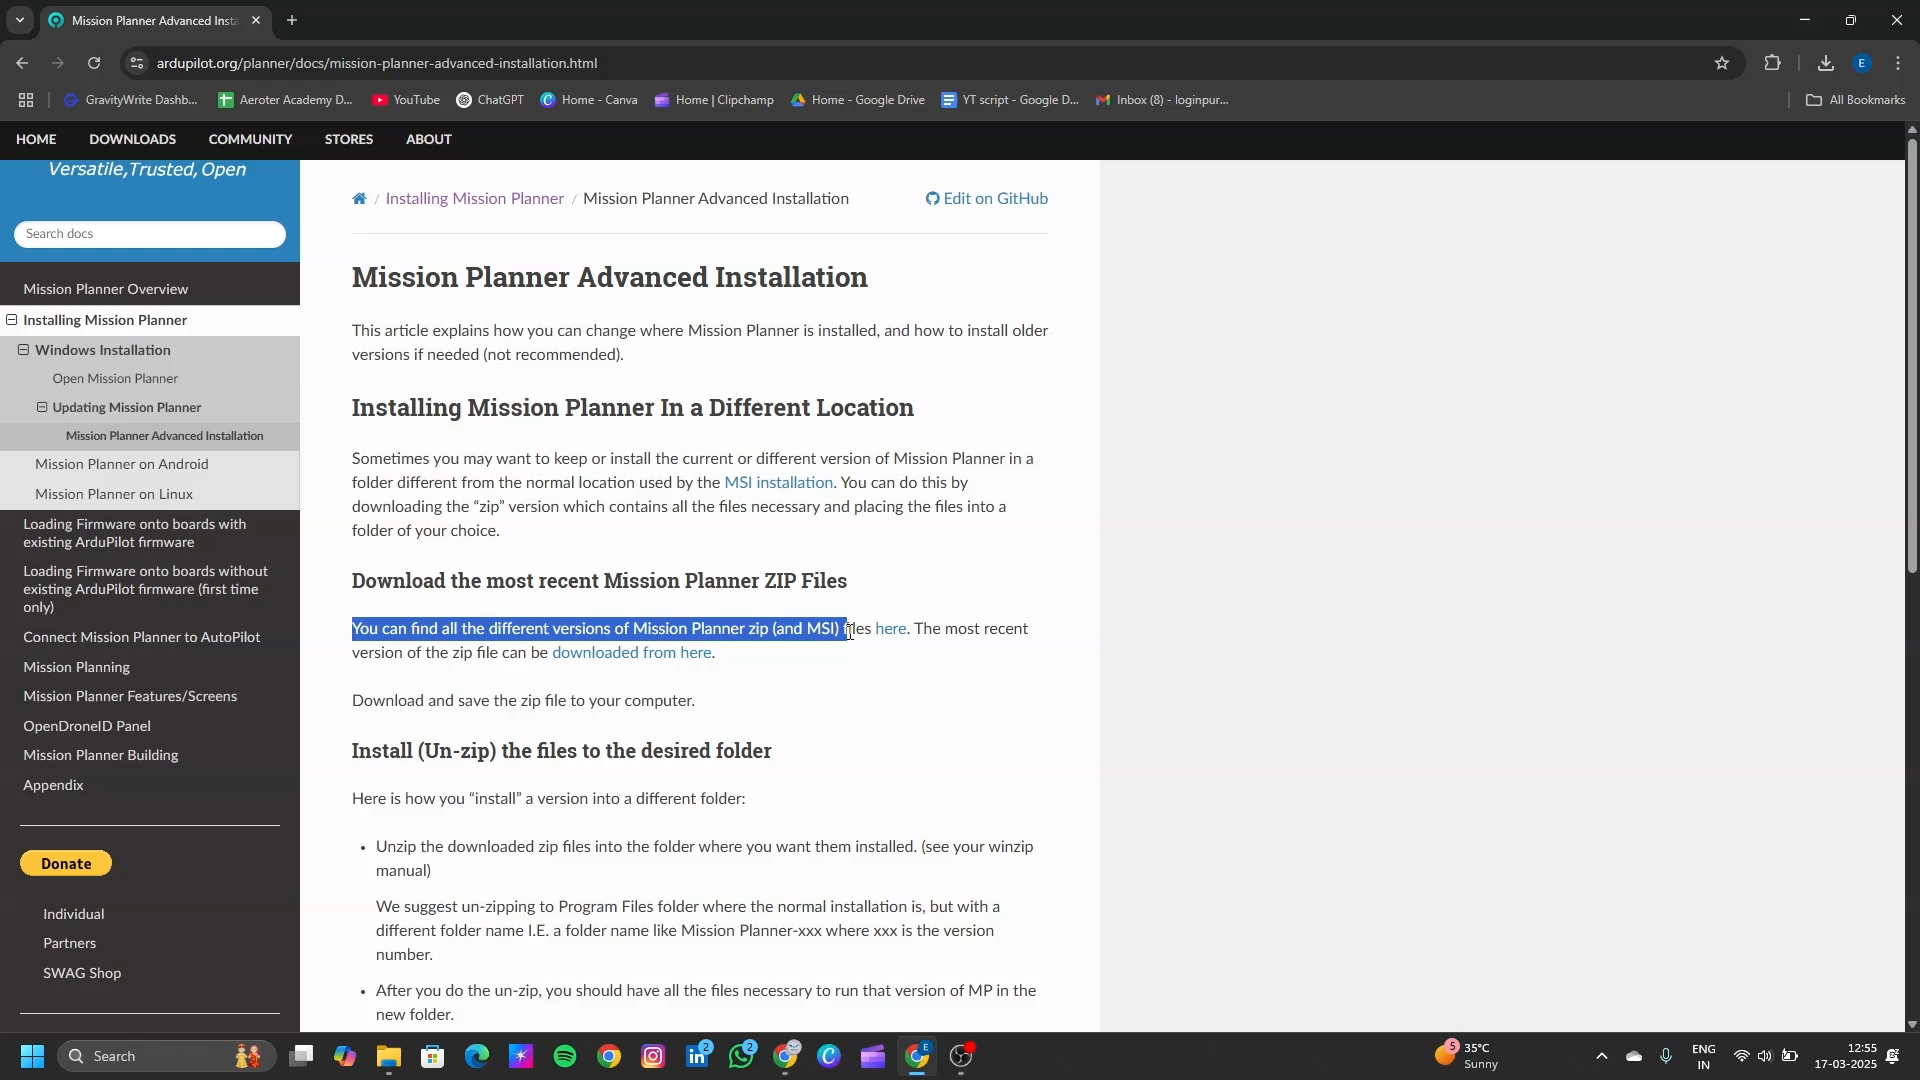 Mission Planner Advanced Insta
ardupilot.org/planner/docs/mission-planner-advanced-installation.html
E
GravityWrite Dashb...
Aeroter Academy D...
YouTube
ChatGPT
Home - Canva
Home | Clipchamp
Home - Google Drive
YT script - Google D...
Inbox (8) - loginpur...
All Bookmarks
HOME DOWNLOADS COMMUNITY STORES ABOUT
Versatile,Trusted,Open
Search docs
Mission Planner Overview
Installing Mission Planner
Windows Installation
Open Mission Planner
Updating Mission Planner
Mission Planner Advanced Installation
Mission Planner on Android
Mission Planner on Linux
Loading Firmware onto boards with
existing ArduPilot firmware
Loading Firmware onto boards without
existing ArduPilot firmware (first time
only)
Connect Mission Planner to AutoPilot
Mission Planning
Mission Planner Features/Screens
OpenDroneID Panel
Mission Planner Building
Appendix
Donate
Individual
Partners
SWAG Shop
/ Installing Mission Planner / Mission Planner Advanced Installation
Edit on GitHub
Mission Planner Advanced Installation
This article explains how you can change where Mission Planner is installed, and how to install older
versions if needed (not recommended).
Installing Mission Planner In a Different Location
Sometimes you may want to keep or install the current or different version of Mission Planner in a
folder different from the normal location used by the MSI installation. You can do this by
downloading the “zip” version which contains all the files necessary and placing the files into a
folder of your choice.
Download the most recent Mission Planner ZIP Files
You can find all the different versions of Mission Planner zip (and MSI) files here. The most recent
version of the zip file can be downloaded from here.
Download and save the zip file to your computer.
Install (Un-zip) the files to the desired folder
Here is how you “install” a version into a different folder:
• Unzip the downloaded zip files into the folder where you want them installed. (see your winzip
manual)
We suggest un-zipping to Program Files folder where the normal installation is, but with a
different folder name I.E. a folder name like Mission Planner-xxx where xxx is the version
number.
• After you do the un-zip, you should have all the files necessary to run that version of MP in the
new folder.
Search
2
2
E
5
35°C
Sunny
ENG
IN
12:55
17-03-2025